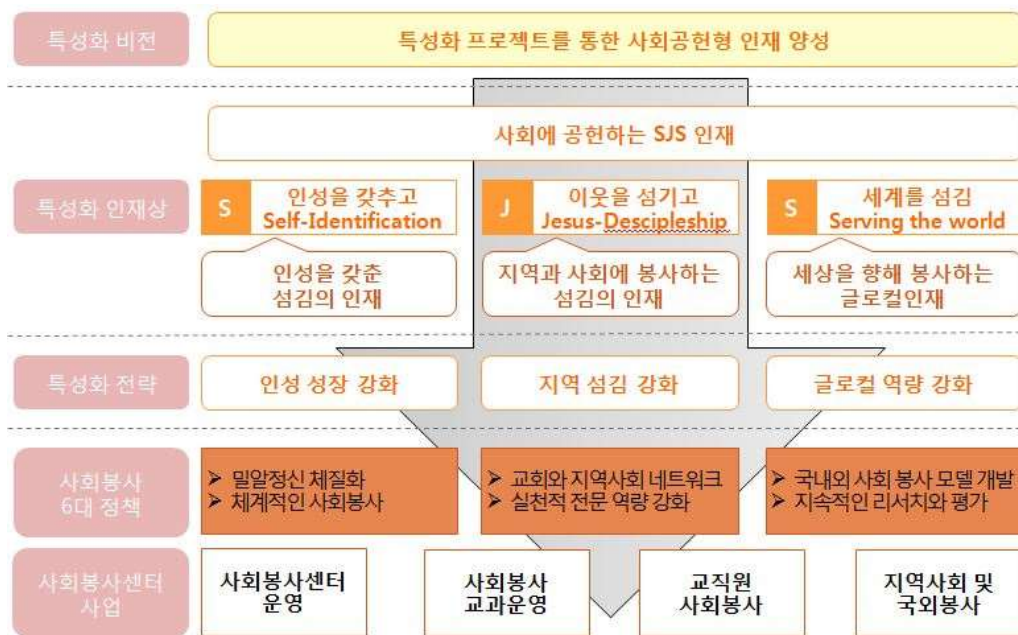 특성화 비전
특성화 프로젝트를 통한 사회공헌형 인재 양성
사회에 공헌하는 SJS 인재
특성화 인재상
S
인성을 갖추고
Self-Identification
J
이웃을 섬기고
Jesus-Descipleship
S
세계를 섬김
Serving the world
인성을 갖춘
섬김의 인재
지역과 사회에 봉사하는
섬김의 인재
세상을 향해 봉사하는
글로컬인재
특성화 전략
인성 성장 강화
지역 섬김 강화
글로컬 역량 강화
사회봉사
6대 정책
➢ 밀알정신 체질화
➢ 체계적인 사회봉사
➢ 교회와 지역사회 네트워크
➢ 실천적 전문 역량 강화
➢ 국내외 사회 봉사 모델 개발
➢ 지속적인 리서치와 평가
사회봉사센터
사업
사회봉사센터
운영
사회봉사
교과운영
교직원
사회봉사
지역사회 및
국외봉사